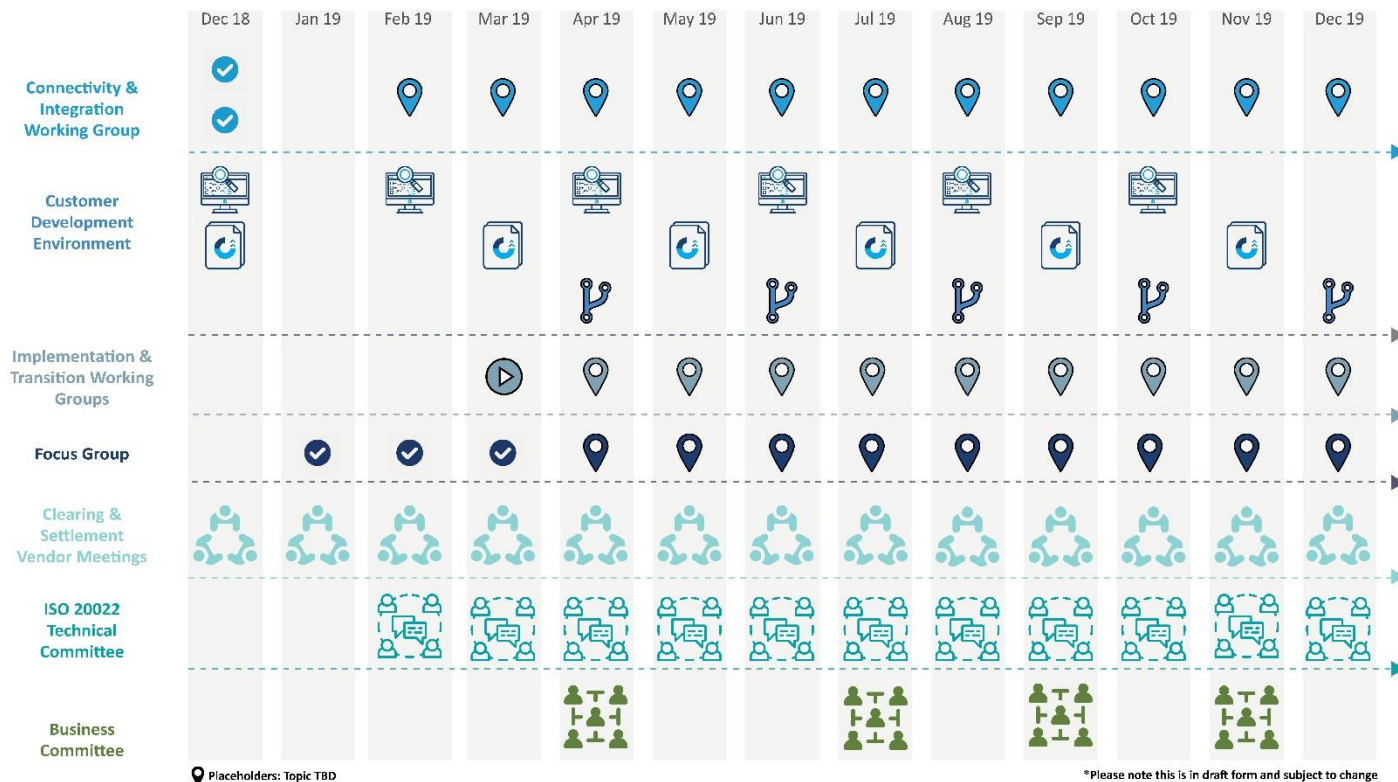 Dec 18 Jan 19 Feb 19 Mar 19 Apr 19 May 19 Jun 19 Jul 19 Aug 19 Sep 19 Oct 19 Nov 19 Dec 19
Connectivity &
Integration
Working Group
Customer
Development
Environment
Implementation &
Transition Working
Groups
Focus Group
Clearing &
Settlement
Vendor Meetings
ISO 20022
Technical
Committee
Business
Committee
Placeholders: Topic TBD
*Please note this is in draft form and subject to change